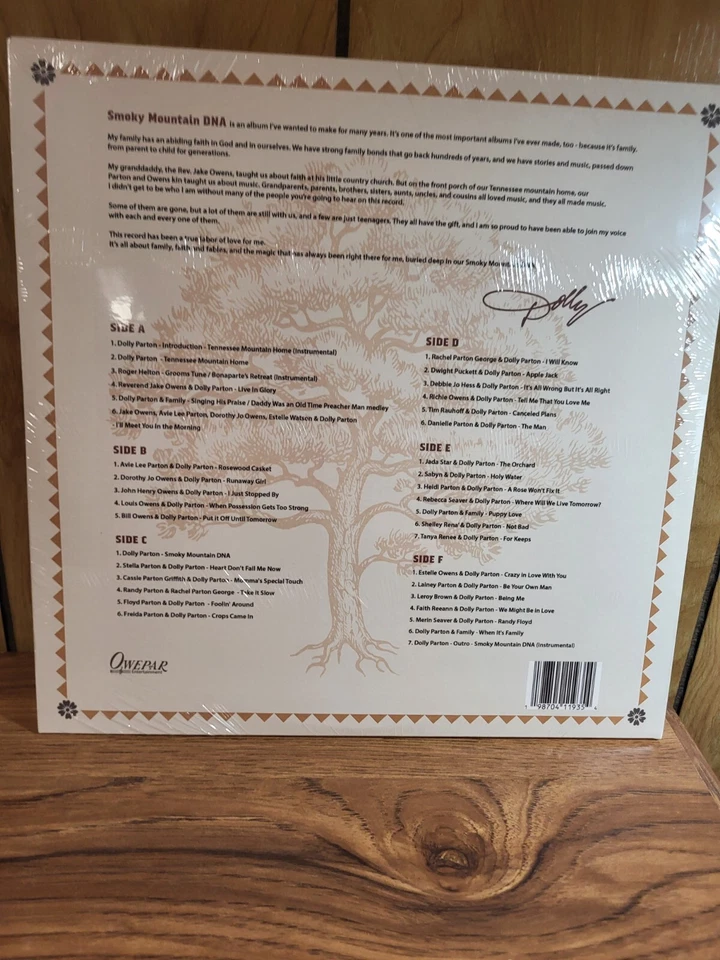 Smoky Mountain DNA is an album I've wanted to make for many years. It's one of the most important albums I've ever made, too - because it's family.
My family has an abiding faith in God and in ourselves. We have strong family bonds that go back hundreds of years, and we have stories and music, passed down
from parent to child for generations.
My granddaddy, the Rev. Jake Owens, taught us about faith at his little country church. But on the front porch of our Tennessee mountain home, our
Parton and Owens kin taught us about music. Grandparents, parents, brothers, sisters, aunts, uncles, and cousins all loved music, and they all made music.
I didn't get to be who I am without many of the people you're going to hear on this record.
Some of them are gone, but a lot of them are still with us, and a few are just teenagers. They all have the gift, and I am so proud to have been able to join my voice
with each and every one of them.
This record has been a true labor of love for me.
It's all about family, faith and fables, and the magic that has always been right there for me, buried deep in our Smoky Mountain DNA.
Dolly
SIDE A
1. Dolly Parton - Introduction - Tennessee Mountain Home (Instrumental)
2. Dolly Parton - Tennessee Mountain Home
3. Roger Helton - Grooms Tune / Bonaparte's Retreat (Instrumental)
4. Reverend Jake Owens & Dolly Parton - Live In Glory
5. Dolly Parton & Family - Singing His Praise / Daddy Was an Old Time Preacher Man medley
6. Jake Owens, Avie Lee Parton, Dorothy Jo Owens, Estelle Watson & Dolly Parton
- I'll Meet You in the Morning
SIDE B
1. Avie Lee Parton & Dolly Parton - Rosewood Casket
2. Dorothy Jo Owens & Dolly Parton - Runaway Girl
3. John Henry Owens & Dolly Parton - I Just Stopped By
4. Louis Owens & Dolly Parton - When Possession Gets Too Strong
5. Bill Owens & Dolly Parton - Put it Off Until Tomorrow
SIDE C
1. Dolly Parton - Smoky Mountain DNA
2. Stella Parton & Dolly Parton - Heart Don't Fail Me Now
3. Cassie Parton Griffith & Dolly Parton - Momma's Special Touch
4. Randy Parton & Rachel Parton George - Take it Slow
5. Floyd Parton & Dolly Parton - Foolin' Around
6. Freida Parton & Dolly Parton - Crops Came In
SIDE D
1. Rachel Parton George & Dolly Parton - I Will Know
2. Dwight Puckett & Dolly Parton - Apple Jack
3. Debbie Jo Hess & Dolly Parton - It's All Wrong But It's All Right
4. Richie Owens & Dolly Parton - Tell Me That You Love Me
5. Tim Rauhoff & Dolly Parton - Canceled Plans
6. Danielle Parton & Dolly Parton - The Man
SIDE E
1. Jada Star & Dolly Parton - The Orchard
2. Sabyn & Dolly Parton - Holy Water
3. Heidi Parton & Dolly Parton - A Rose Won't Fix It
4. Rebecca Seaver & Dolly Parton - Where Will We Live Tomorrow?
5. Dolly Parton & Family - Puppy Love
6. Shelley Rena' & Dolly Parton - Not Bad
7. Tanya Renee & Dolly Parton - For Keeps
SIDE F
1. Estelle Owens & Dolly Parton - Crazy In Love With You
2. Lainey Parton & Dolly Parton - Be Your Own Man
3. Leroy Brown & Dolly Parton - Being Me
4. Faith Reeann & Dolly Parton - We Might Be in Love
5. Merin Seaver & Dolly Parton - Randy Floyd
6. Dolly Parton & Family - When It's Family
7. Dolly Parton - Outro - Smoky Mountain DNA (Instrumental)
OWEPAR
Entertainment
1 98704 11935 4